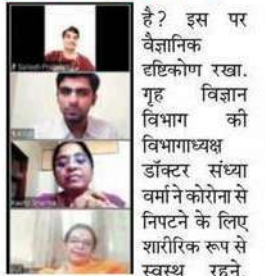 है? इस पर
वैज्ञानिक
दृष्टिकोण रखा.
गृह विज्ञान
विभाग की
विभागाध्यक्ष
डॉक्टर संध्या
वर्मा ने कोरोना से
निपटने के लिए
शारीरिक रूप से
स्वस्थ रहने,